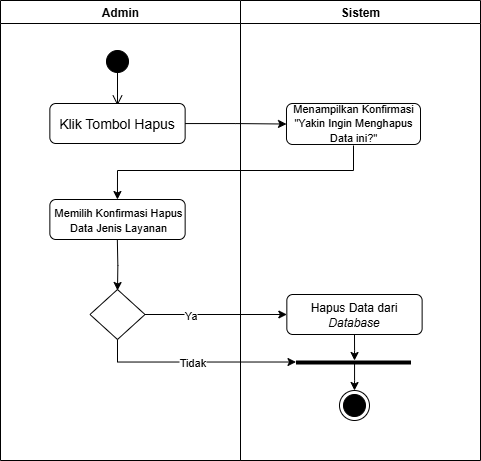 Admin
Sistem
Klik Tombol Hapus
Menampilkan Konfirmasi
"Yakin Ingin Menghapus
Data ini?"
Memilih Konfirmasi Hapus
Data Jenis Layanan
Ya
Hapus Data dari
Database
Tidak